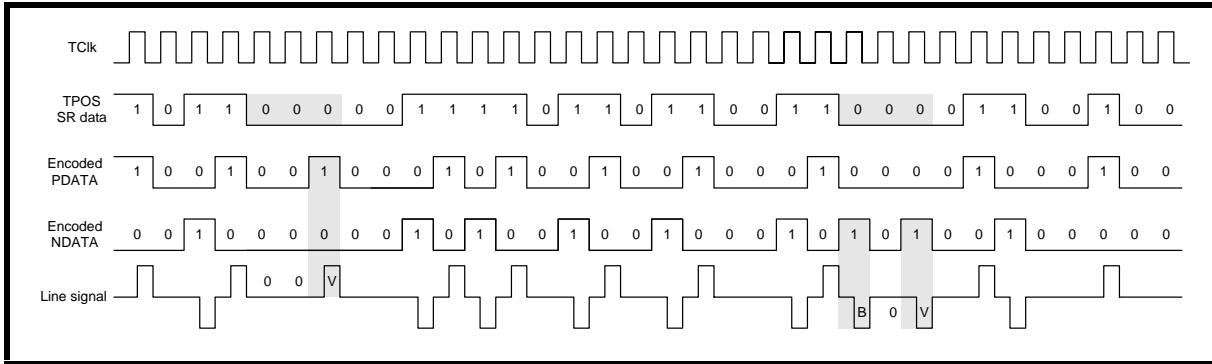 TClk
TPOS
SR data
1 0 1 1 0 0 0 0 0 1 1 1 1 0 1 1 0 1 1 0 0 1 1 0 0 0 0 1 1 0 0 1 0 0
Encoded
PDATA
1 0 0 1 0 0 1 0 0 0 1 0 1 0 0 1 0 0 1 0 0 0 1 0 0 0 0 1 0 0 0 1 0 0
Encoded
NDATA
0 0 1 0 0 0 0 0 0 1 0 1 0 0 1 0 0 1 0 0 0 1 0 1 0 1 0 0 1 0 0 0 0 0
Line signal
0 0 V
B 0 V